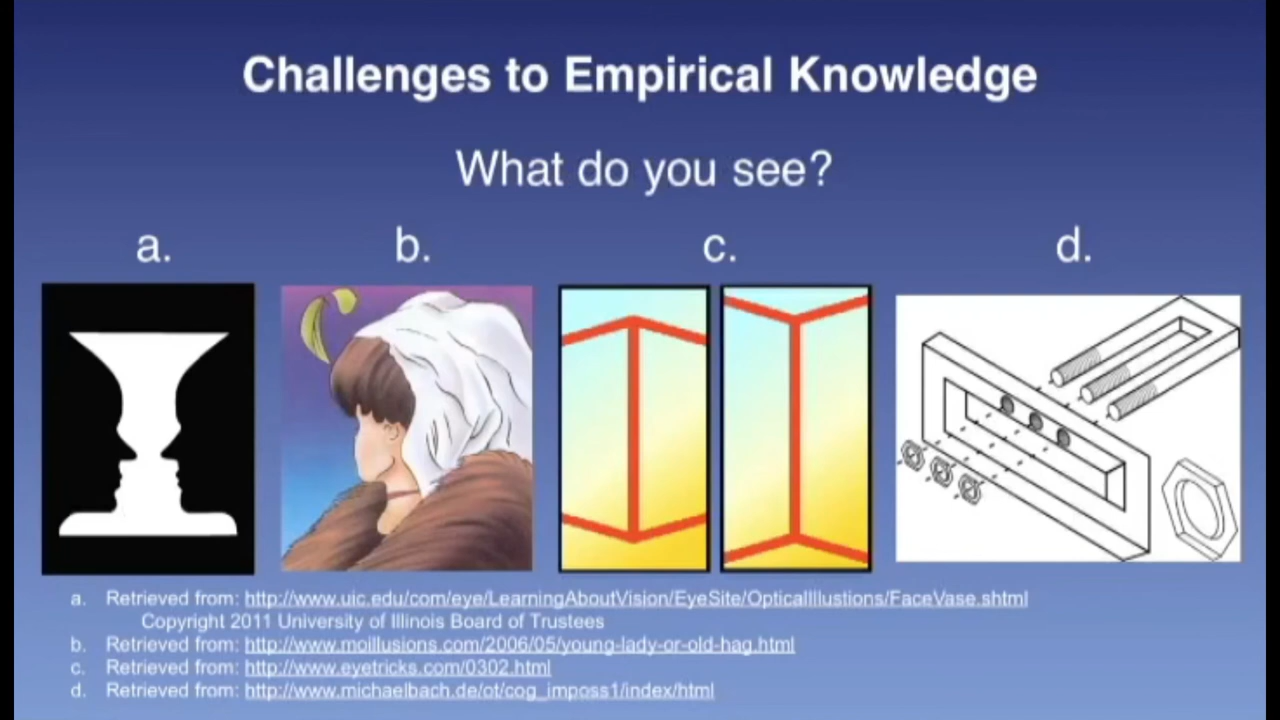 Challenges to Empirical Knowledge
What do you see?
a. b. c. d.
a. Retrieved from: http://www.uic.edu/com/eye/LearningAboutVision/EyeSite/OpticalIllustions/FaceVase.shtml
Copyright 2011 University of Illinois Board of Trustees
b. Retrieved from: http://www.moillusions.com/2006/05/young-lady-or-old-hag.html
c. Retrieved from: http://www.eyetricks.com/0302.html
d. Retrieved from: http://www.michaelbach.de/ot/cog_imposs1/index/html